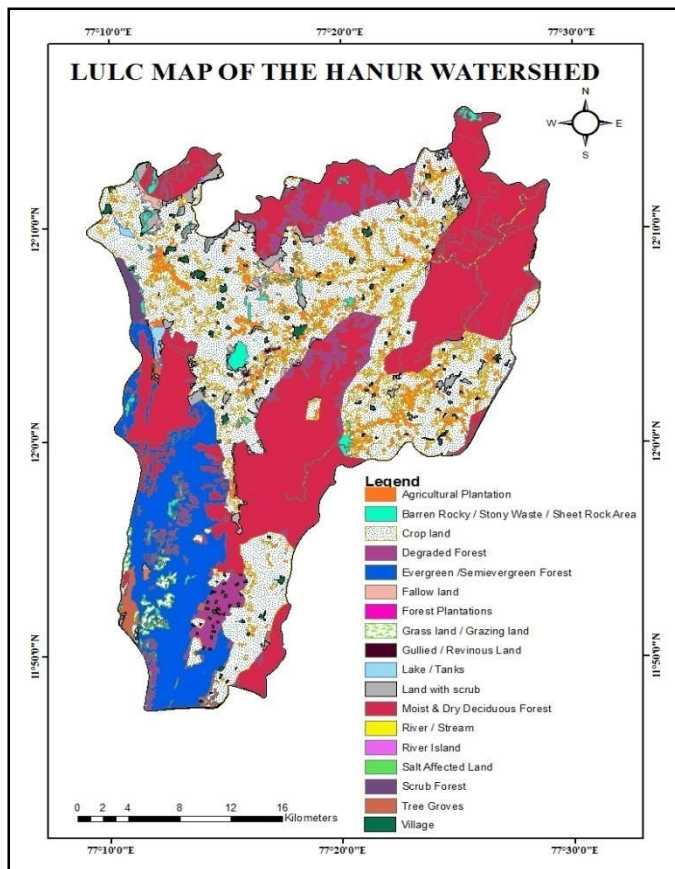 77°10'0"E 77°20'0"E 77°30'0"E
LULC MAP OF THE HANUR WATERSHED
N
W E
S
12°10'0"N 12°10'0"N
12°0'0"N 12°0'0"N
Legend
Agricultural Plantation
Barren Rocky / Stony Waste / Sheet Rock Area
Crop land
Degraded Forest
Evergreen /Semievergreen Forest
Fallow land
Forest Plantations
Grass land / Grazing land
Gullied / Revinous Land
11°50'0"N 11°50'0"N
Lake / Tanks
Land with scrub
Moist & Dry Deciduous Forest
River / Stream
River Island
Salt Affected Land
Scrub Forest
Tree Groves
Village
0 2 4 8 12 16
Kilometers
77°10'0"E 77°20'0"E 77°30'0"E